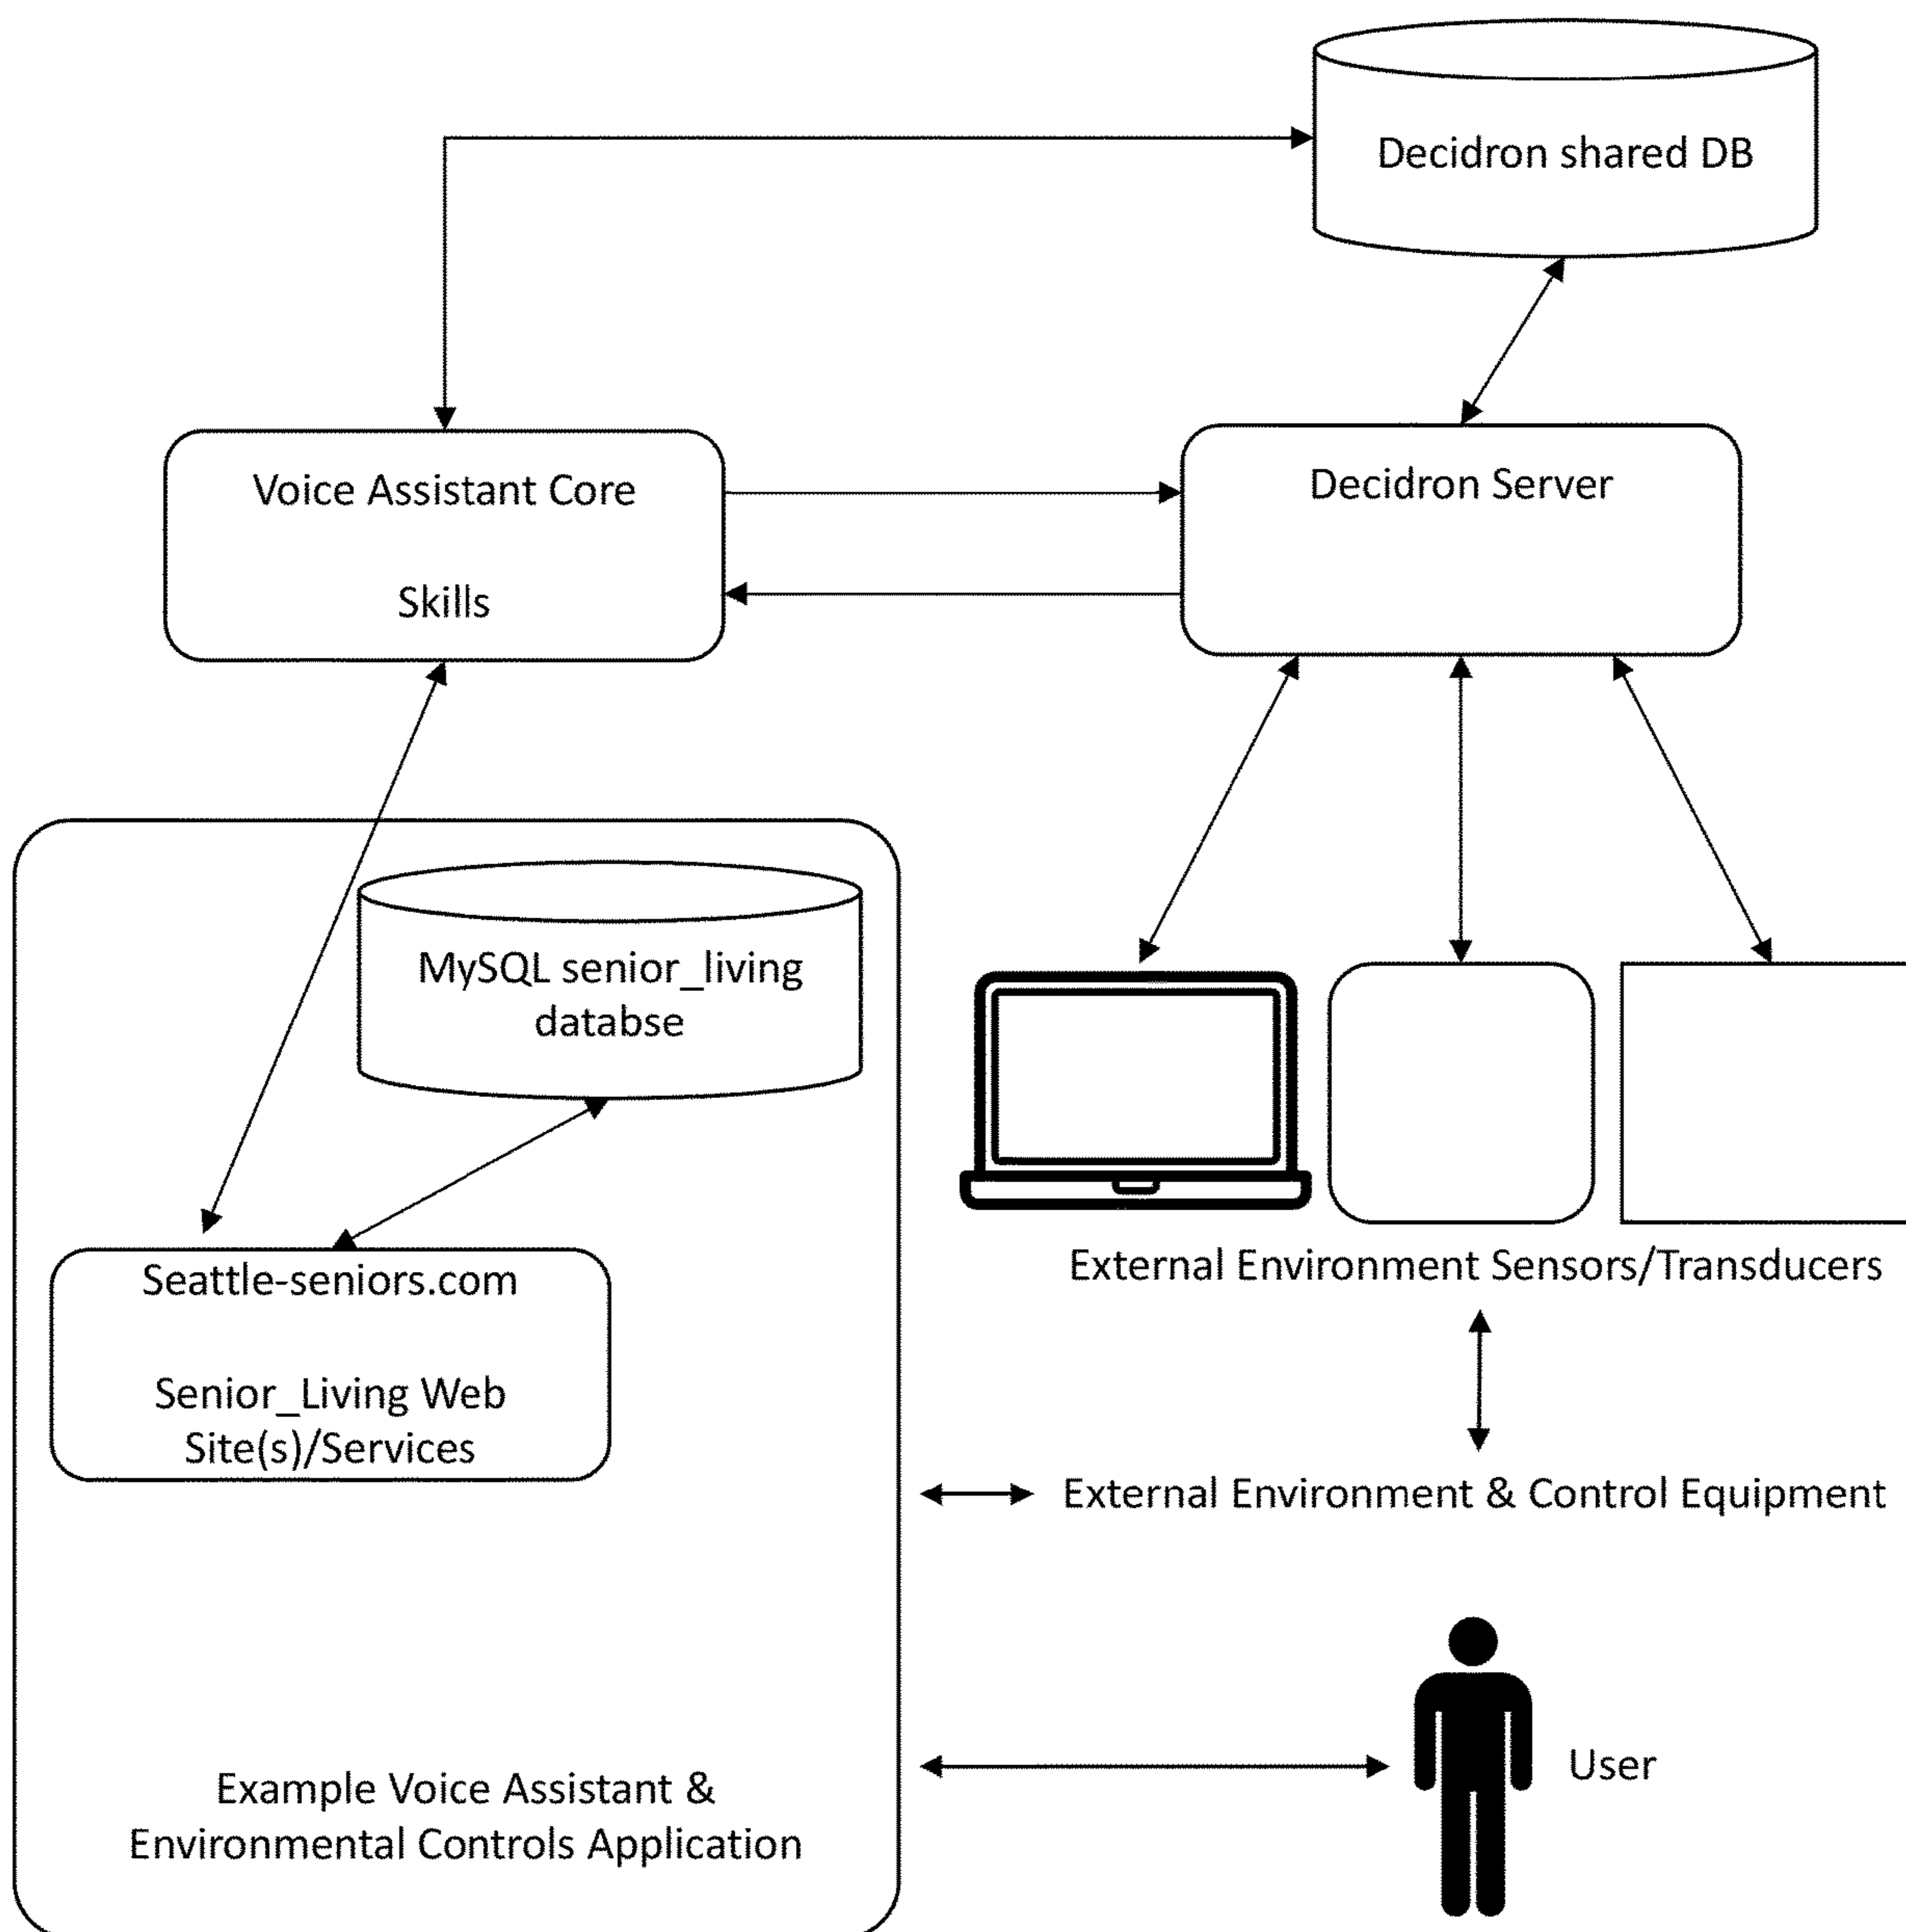 Decidron shared DB
Voice Assistant Core
Skills
Decidron Server
MySQL senior_living
databse
Seattle-seniors.com
Senior_Living Web
Site(s)/Services
External Environment Sensors/Transducers
External Environment & Control Equipment
User
Example Voice Assistant &
Environmental Controls Application